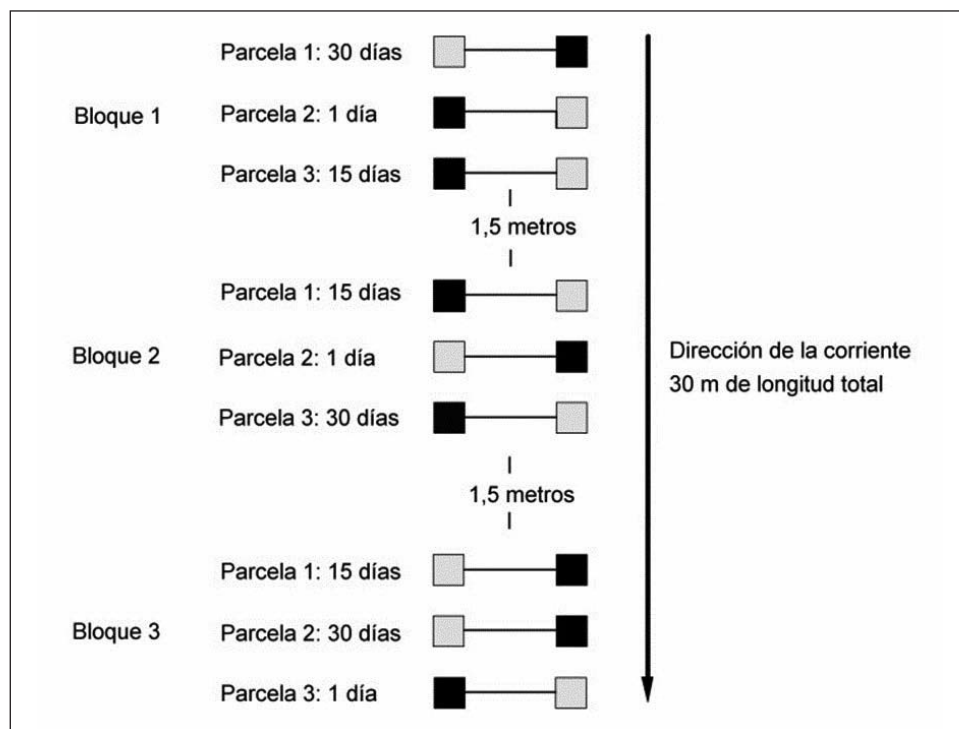 Parcela 1: 30 días
Bloque 1
Parcela 2: 1 día
Parcela 3: 15 días
1,5 metros
Parcela 1: 15 días
Bloque 2
Parcela 2: 1 día
Parcela 3: 30 días
Dirección de la corriente
30 m de longitud total
1,5 metros
Parcela 1: 15 días
Bloque 3
Parcela 2: 30 días
Parcela 3: 1 día